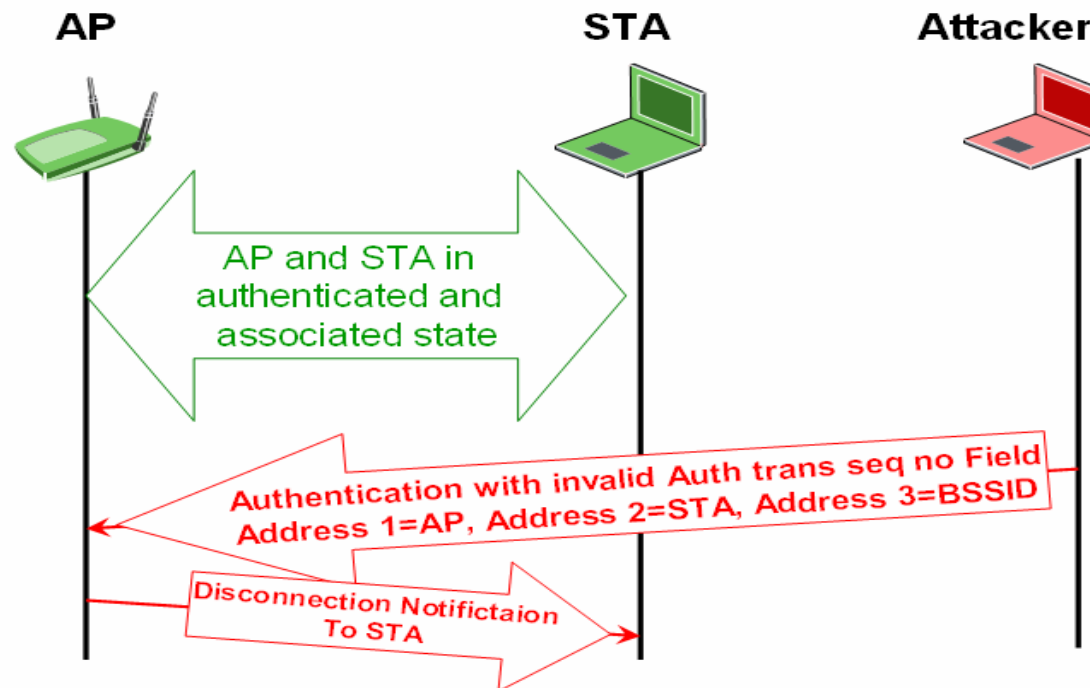 AP
STA
Attacker
AP and STA in
authenticated and
associated state
Authentication with invalid Auth trans seq no Field
Address 1=AP, Address 2=STA, Address 3=BSSID
Disconnection Notifictaion
To STA